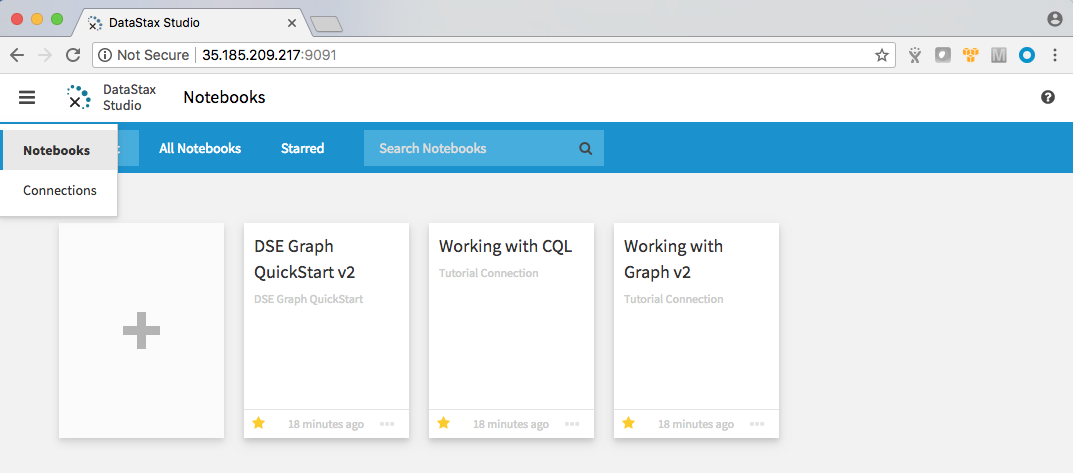 DataStax Studio
Not Secure | 35.185.209.217:9091
DataStax
Studio
Notebooks
Notebooks
Connections
All Notebooks
Starred
Search Notebooks
DSE Graph
QuickStart v2
DSE Graph QuickStart
18 minutes ago
Working with CQL
Tutorial Connection
18 minutes ago
Working with
Graph v2
Tutorial Connection
18 minutes ago